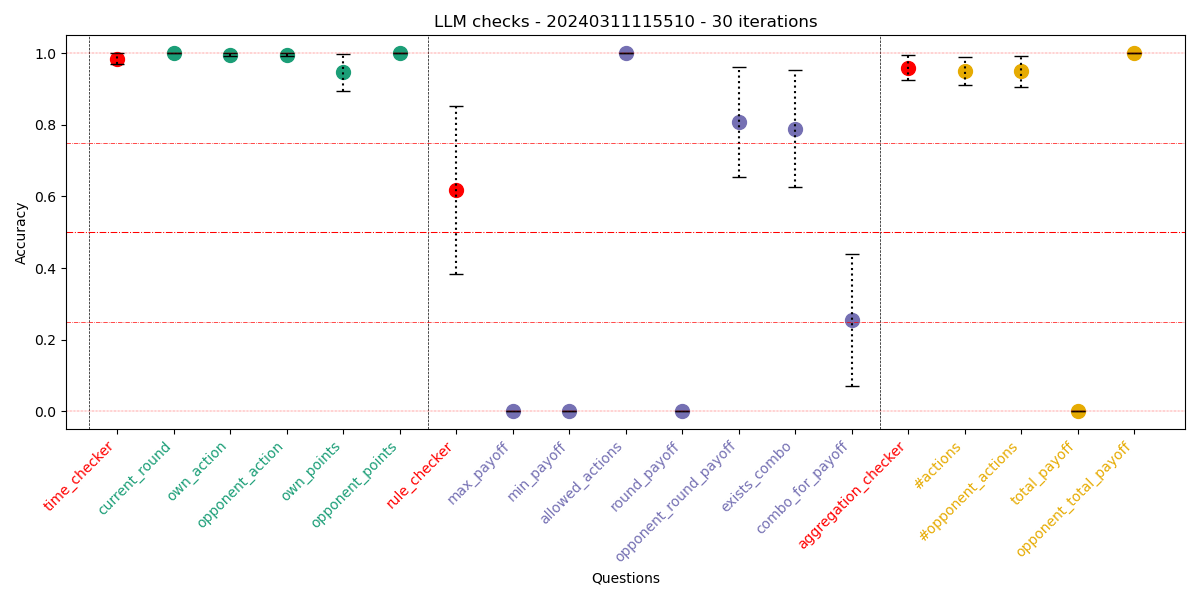 LLM checks - 20240311115510 - 30 iterations
1.0
0.8
0.6
0.4
0.2
0.0
Accuracy
time_checker
current_round
own_action
opponent_action
own_points
opponent_points
rule_checker
max_payoff
min_payoff
allowed_actions
round_payoff
opponent_round_payoff
exists_combo
combo_for_payoff
aggregation_checker
#actions
#opponent_actions
total_payoff
opponent_total_payoff
Questions